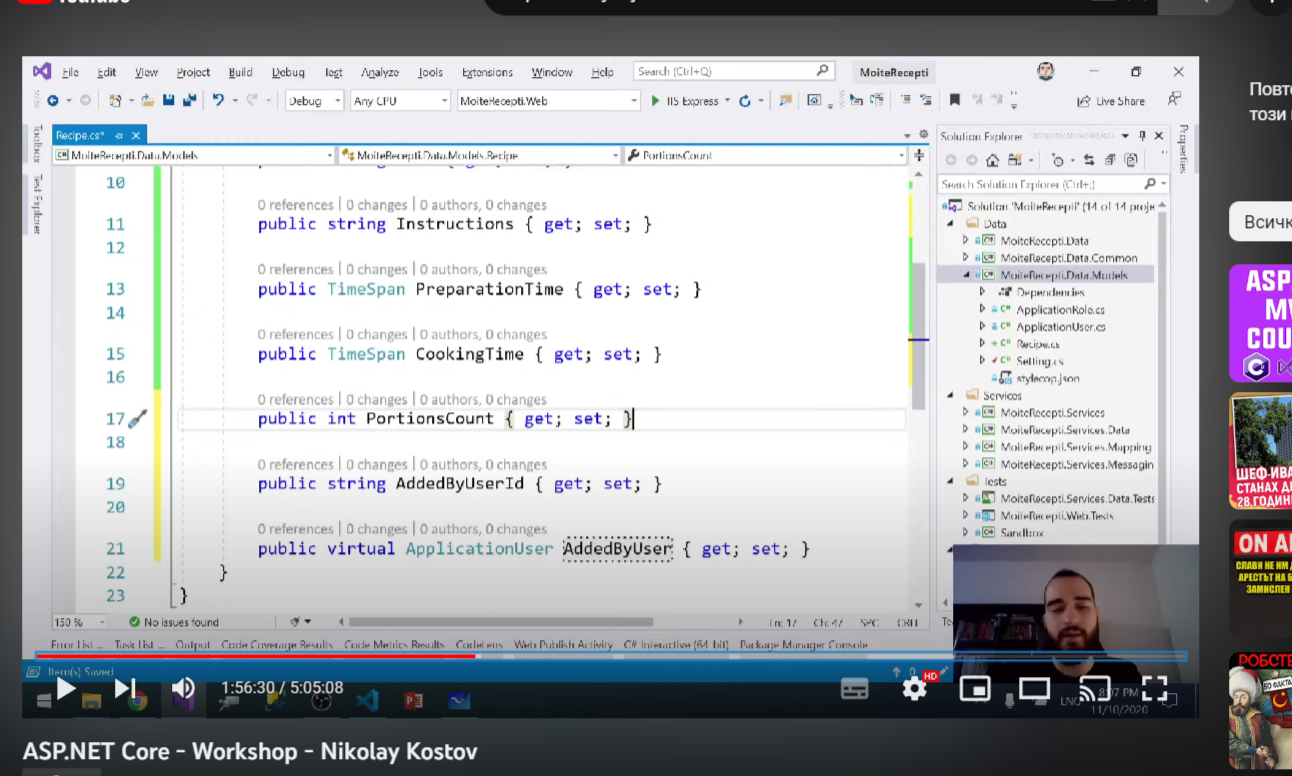 File Edit View Project Build Debug Test Analyze Tools Extensions Window Help Search (Ctrl+Q) MoiteRecepti
Debug Any CPU MoiteRecepti.Web IIS Express Live Share
Toolbox
Test Explorer
Recipe.cs*
MoiteRecepti.Data.Models MoiteRecepti.Data.Models.Recipe PortionsCount
10
0 references | 0 changes | 0 authors, 0 changes
11 public string Instructions { get; set; }
12
0 references | 0 changes | 0 authors, 0 changes
13 public TimeSpan PreparationTime { get; set; }
14
0 references | 0 changes | 0 authors, 0 changes
15 public TimeSpan CookingTime { get; set; }
16
0 references | 0 changes | 0 authors, 0 changes
17 public int PortionsCount { get; set; }
18
0 references | 0 changes | 0 authors, 0 changes
19 public string AddedByUserId { get; set; }
20
0 references | 0 changes | 0 authors, 0 changes
21 public virtual ApplicationUser AddedByUser { get; set; }
22 }
23 }
150 % No issues found Ln: 17 Ch: 47 SPC CRLF
Error List ... Task List ... Output Code Coverage Results Code Metrics Results CodeLens Web Publish Activity C# Interactive (64 bit) Package Manager Console
Item(s) Saved
Solution Explorer
Properties
Search Solution Explorer (Ctrl+;)
Solution 'MoiteRecepti' (14 of 14 proje
Data
MoiteRecepti.Data
MoiteRecepti.Data.Common
MoiteRecepti.Data.Models
Dependencies
ApplicationRole.cs
ApplicationUser.cs
Recipe.cs
Setting.cs
stylecop.json
Services
MoiteRecepti.Services
MoiteRecepti.Services.Data
MoiteRecepti.Services.Mapping
MoiteRecepti.Services.Messagin
Tests
MoiteRecepti.Services.Data.Tests
MoiteRecepti.Web.Tests
Sandbox
1:56:30 / 5:05:08
HD
8:07 PM
11/10/2020
ASP.NET Core - Workshop - Nikolay Kostov
този
ASP
COU
ШЕФ-ИВА
СТАНАХ
28 ГОДИН
ON A
СЛАВИ НЕ ИМ
АРЕСТЪТ НА
ЗАМИСЛЕН
РОБСТ
50 ФАКТА